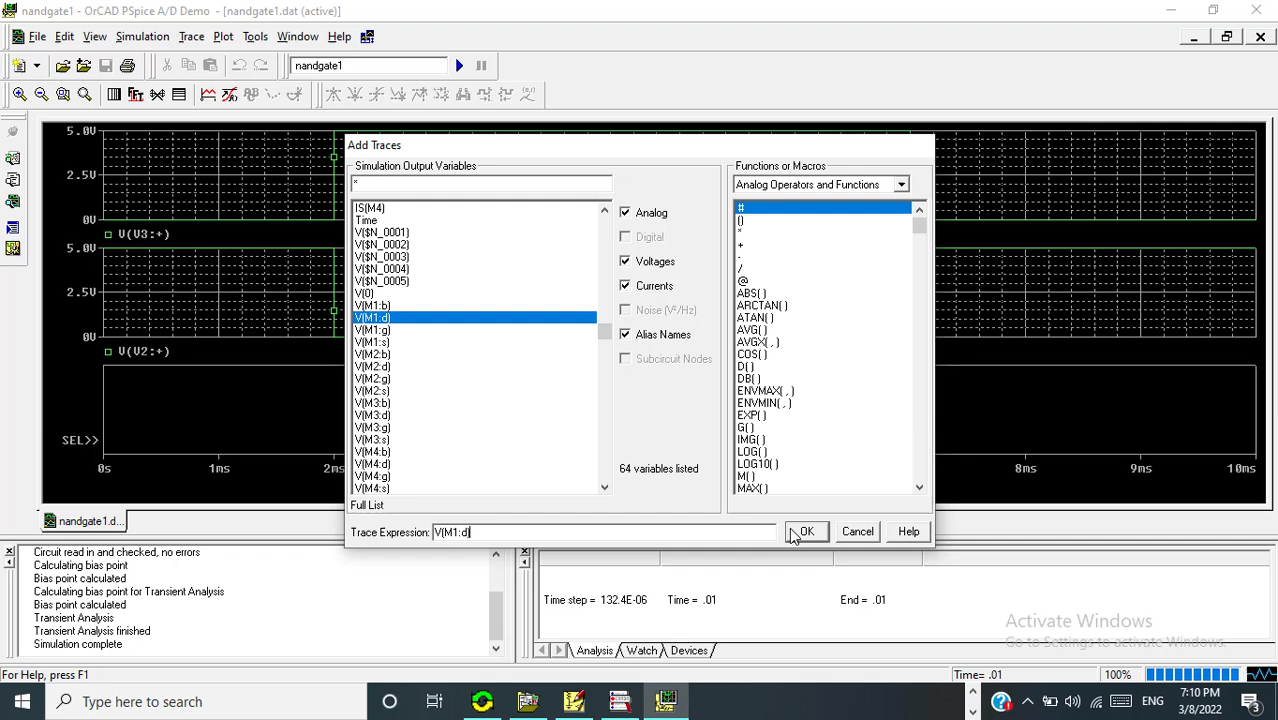 nandgate1 - OrCAD PSpice A/D Demo - [nandgate1.dat (active)]
File Edit View Simulation Trace Plot Tools Window Help
nandgate1
5.0V
2.5V
0V
V(V3:+)
5.0V
2.5V
0V
V(V2:+)
SEL>>
0s 1ms 2ms 8ms 9ms 10ms
Add Traces
Simulation Output Variables
*
IS(M4)
Time
V($N_0001)
V($N_0002)
V($N_0003)
V($N_0004)
V($N_0005)
V(0)
V(M1:b)
V(M1:d)
V(M1:g)
V(M1:s)
V(M2:b)
V(M2:d)
V(M2:g)
V(M2:s)
V(M3:b)
V(M3:d)
V(M3:g)
V(M3:s)
V(M4:b)
V(M4:d)
V(M4:g)
V(M4:s)
Full List
Analog
Digital
Voltages
Currents
Noise (V²/Hz)
Alias Names
Subcircuit Nodes
64 variables listed
Functions or Macros
Analog Operators and Functions
#
()
*
+
-
/
@
ABS( )
ARCTAN( )
ATAN( )
AVG( )
AVGX( , )
COS( )
D( )
DB( )
ENVMAX( , )
ENVMIN( , )
EXP( )
G( )
IMG( )
LOG( )
LOG10( )
M( )
MAX( )
Trace Expression: V(M1:d)
OK Cancel Help
nandgate1.d...
Circuit read in and checked, no errors
Calculating bias point
Bias point calculated
Calculating bias point for Transient Analysis
Bias point calculated
Transient Analysis
Transient Analysis finished
Simulation complete
Time step = 132.4E-06 Time = .01 End = .01
Analysis Watch Devices
Activate Windows
Go to Settings to activate Windows.
For Help, press F1
Time= .01 100%
Type here to search
ENG
7:10 PM
3/8/2022
3